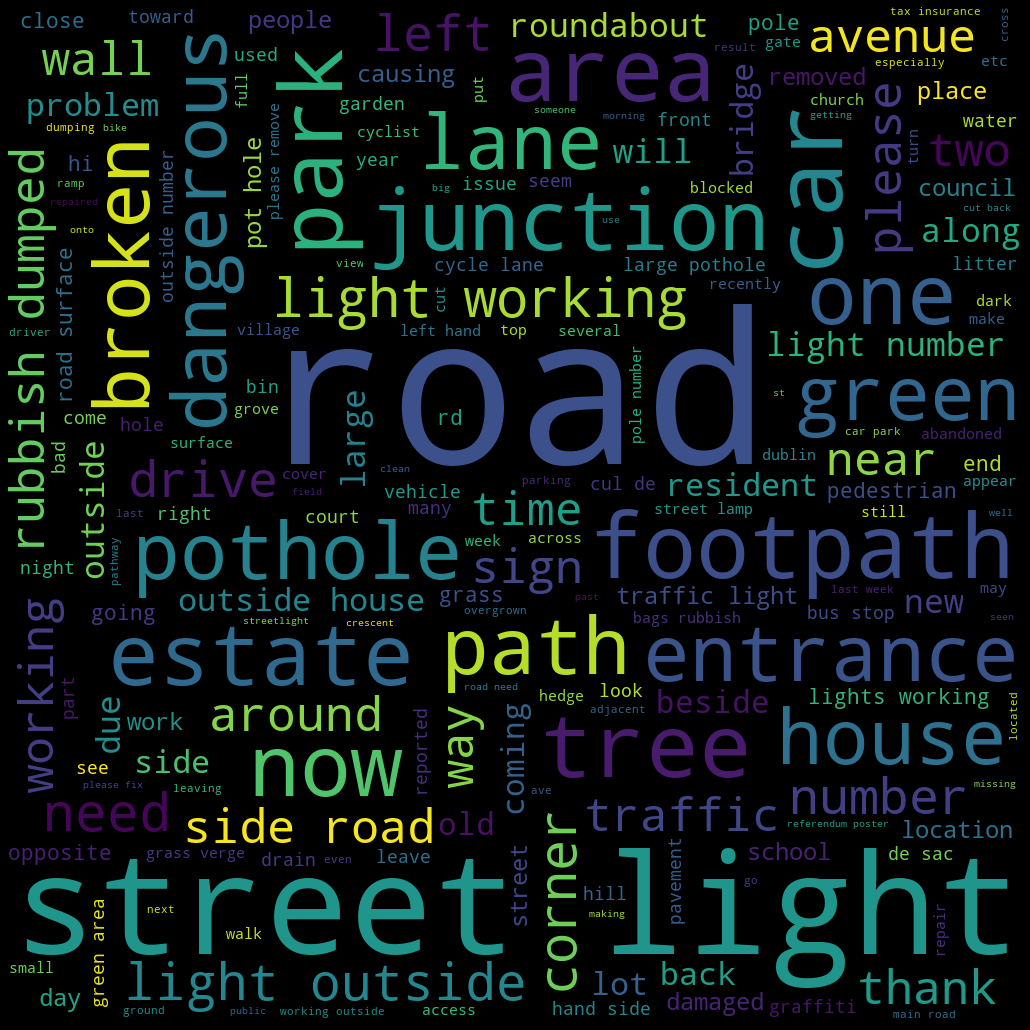 close
toward
people
left
roundabout
pole
tax insurance
cross
wall
used
causing
area
result
gate
avenue
especially
etc
problem
dangerous
full
park
garden
put
someone
morning
front
bridge
removed
church
getting
place
water
dumping
bike
cyclist
lane
will
car
please
turn
two
hi
year
issue
seem
blocked
council
cut back
ramp
repaired
outside number
pot hole
please remove
big
junction
use
along
onto
view
cycle lane
large pothole
litter
rubbish dumped
broken
road surface
light working
cut
recently
one
dark
make
driver
village
left hand
top
several
light number
road
bin
large
pole number
st
green
come
grove
rd
car park
abandoned
hole
bad
outside
surface
dublin
near
end
drive
cover
clean
parking
cul de
resident
pedestrian
appear
field
vehicle
many
time
street lamp
last
right
court
week
across
still
well
night
pathway
pothole
sign
footpath
working
going
outside house
grass
traffic light
last week
new
may
overgrown
past
bags rubbish
bus stop
seen
streetlight
crescent
estate
path
entrance
part
road need
hedge
look
beside
lights working
located
due
work
around
reported
way
coming
adjacent
tree
house
see
side
now
please fix
leaving
ave
missing
need
side road
old
traffic
number
referendum poster
location
opposite
grass verge
drain
even
leave
street
corner
pavement
school
de sac
street light
hill
go
repair
green area
next
walk
making
small
day
light outside
lot
back
thank
ground
public
working outside
access
hand side
damaged
graffiti
main road